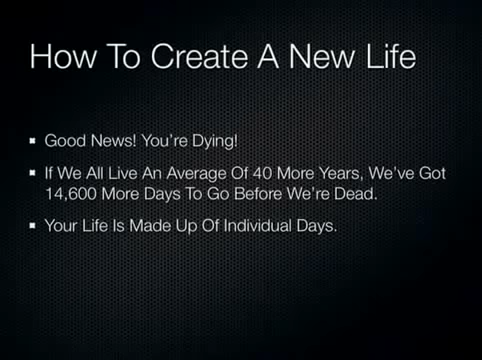 How To Create A New Life
Good News! You're Dying!
If We All Live An Average Of 40 More Years, We've Got
14,600 More Days To Go Before We're Dead.
Your Life Is Made Up Of Individual Days.